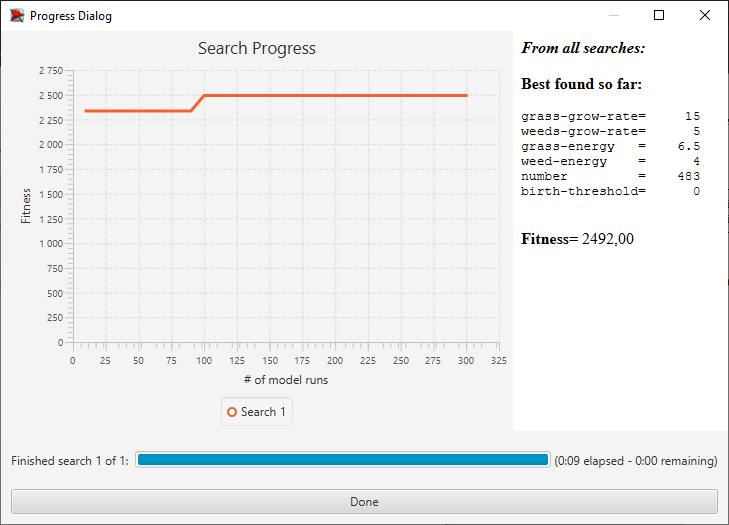 Progress Dialog
Search Progress
2 750
2 500
2 250
2 000
1 750
1 500
1 250
1 000
750
500
250
0
Fitness
0 25 50 75 100 125 150 175 200 225 250 275 300 325
# of model runs
Search 1
From all searches:
Best found so far:
grass-grow-rate= 15
weeds-grow-rate= 5
grass-energy = 6.5
weed-energy = 4
number = 483
birth-threshold= 0
Fitness= 2492,00
Finished search 1 of 1: (0:09 elapsed - 0:00 remaining)
Done